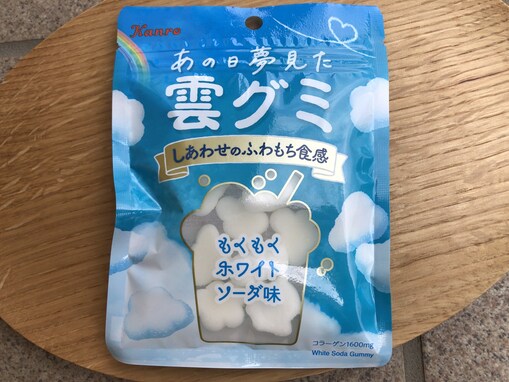 Kanro
あの日夢見た
雲グミ
しあわせのふわもち食感
もくもく
ホワイト
ソーダ味
コラーゲン1600mg
White Soda Gummy